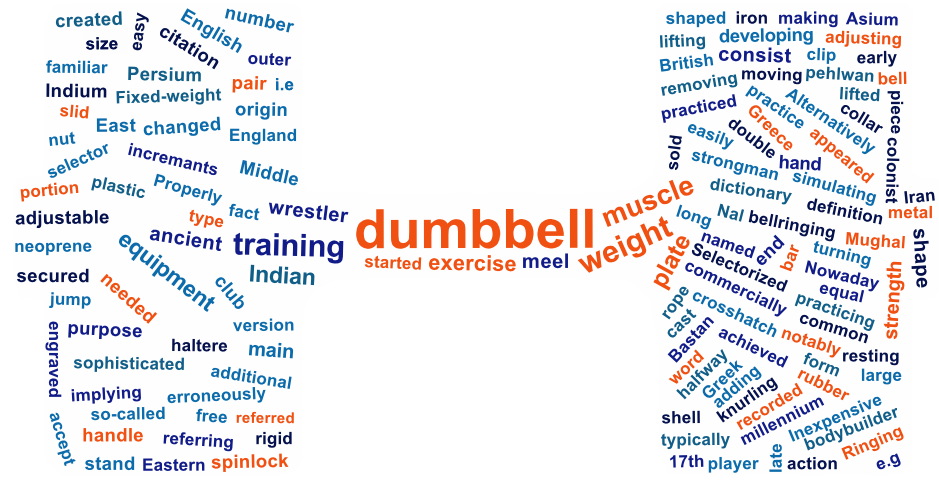 created
easy
English
number
size
citation
outer
familiar
Persium
pair
i.e
Indium
Fixed-weight
slid
origin
East
changed
England
nut
selector
incremants
Middle
portion
plastic
Properly
type
fact
wrestler
adjustable
neoprene
ancient
training
equipment
secured
needed
club
Indian
jump
engraved
purpose
version
haltere
main
sophisticated
additional
implying
erroneously
so-called
free
referred
accept
handle
referring
rigid
stand
Eastern
spinlock
dumbbell
started
exercise
meel
muscle
weight
plate
shaped
iron
making
Asium
lifting
developing
adjusting
British
consist
clip
early
removing
moving
pehlwan
bell
practiced
practice
Alternatively
lifted
collar
piece
colonist
sold
easily
double
Greece
appeared
hand
strongman
simulating
dictionary
definition
Iran
metal
long
Nal
bellringing
Mughal
shape
named
end
bar
turning
Selectorized
Nowaday
equal
strength
commercially
practicing
rope
crosshatch
common
cast
Bastan
achieved
notably
resting
word
halfway
Greek
adding
form
large
rubber
shell
knurling
recorded
millennium
Inexpensive
bodybuilder
typically
Ringing
17th
player
late
action
e.g